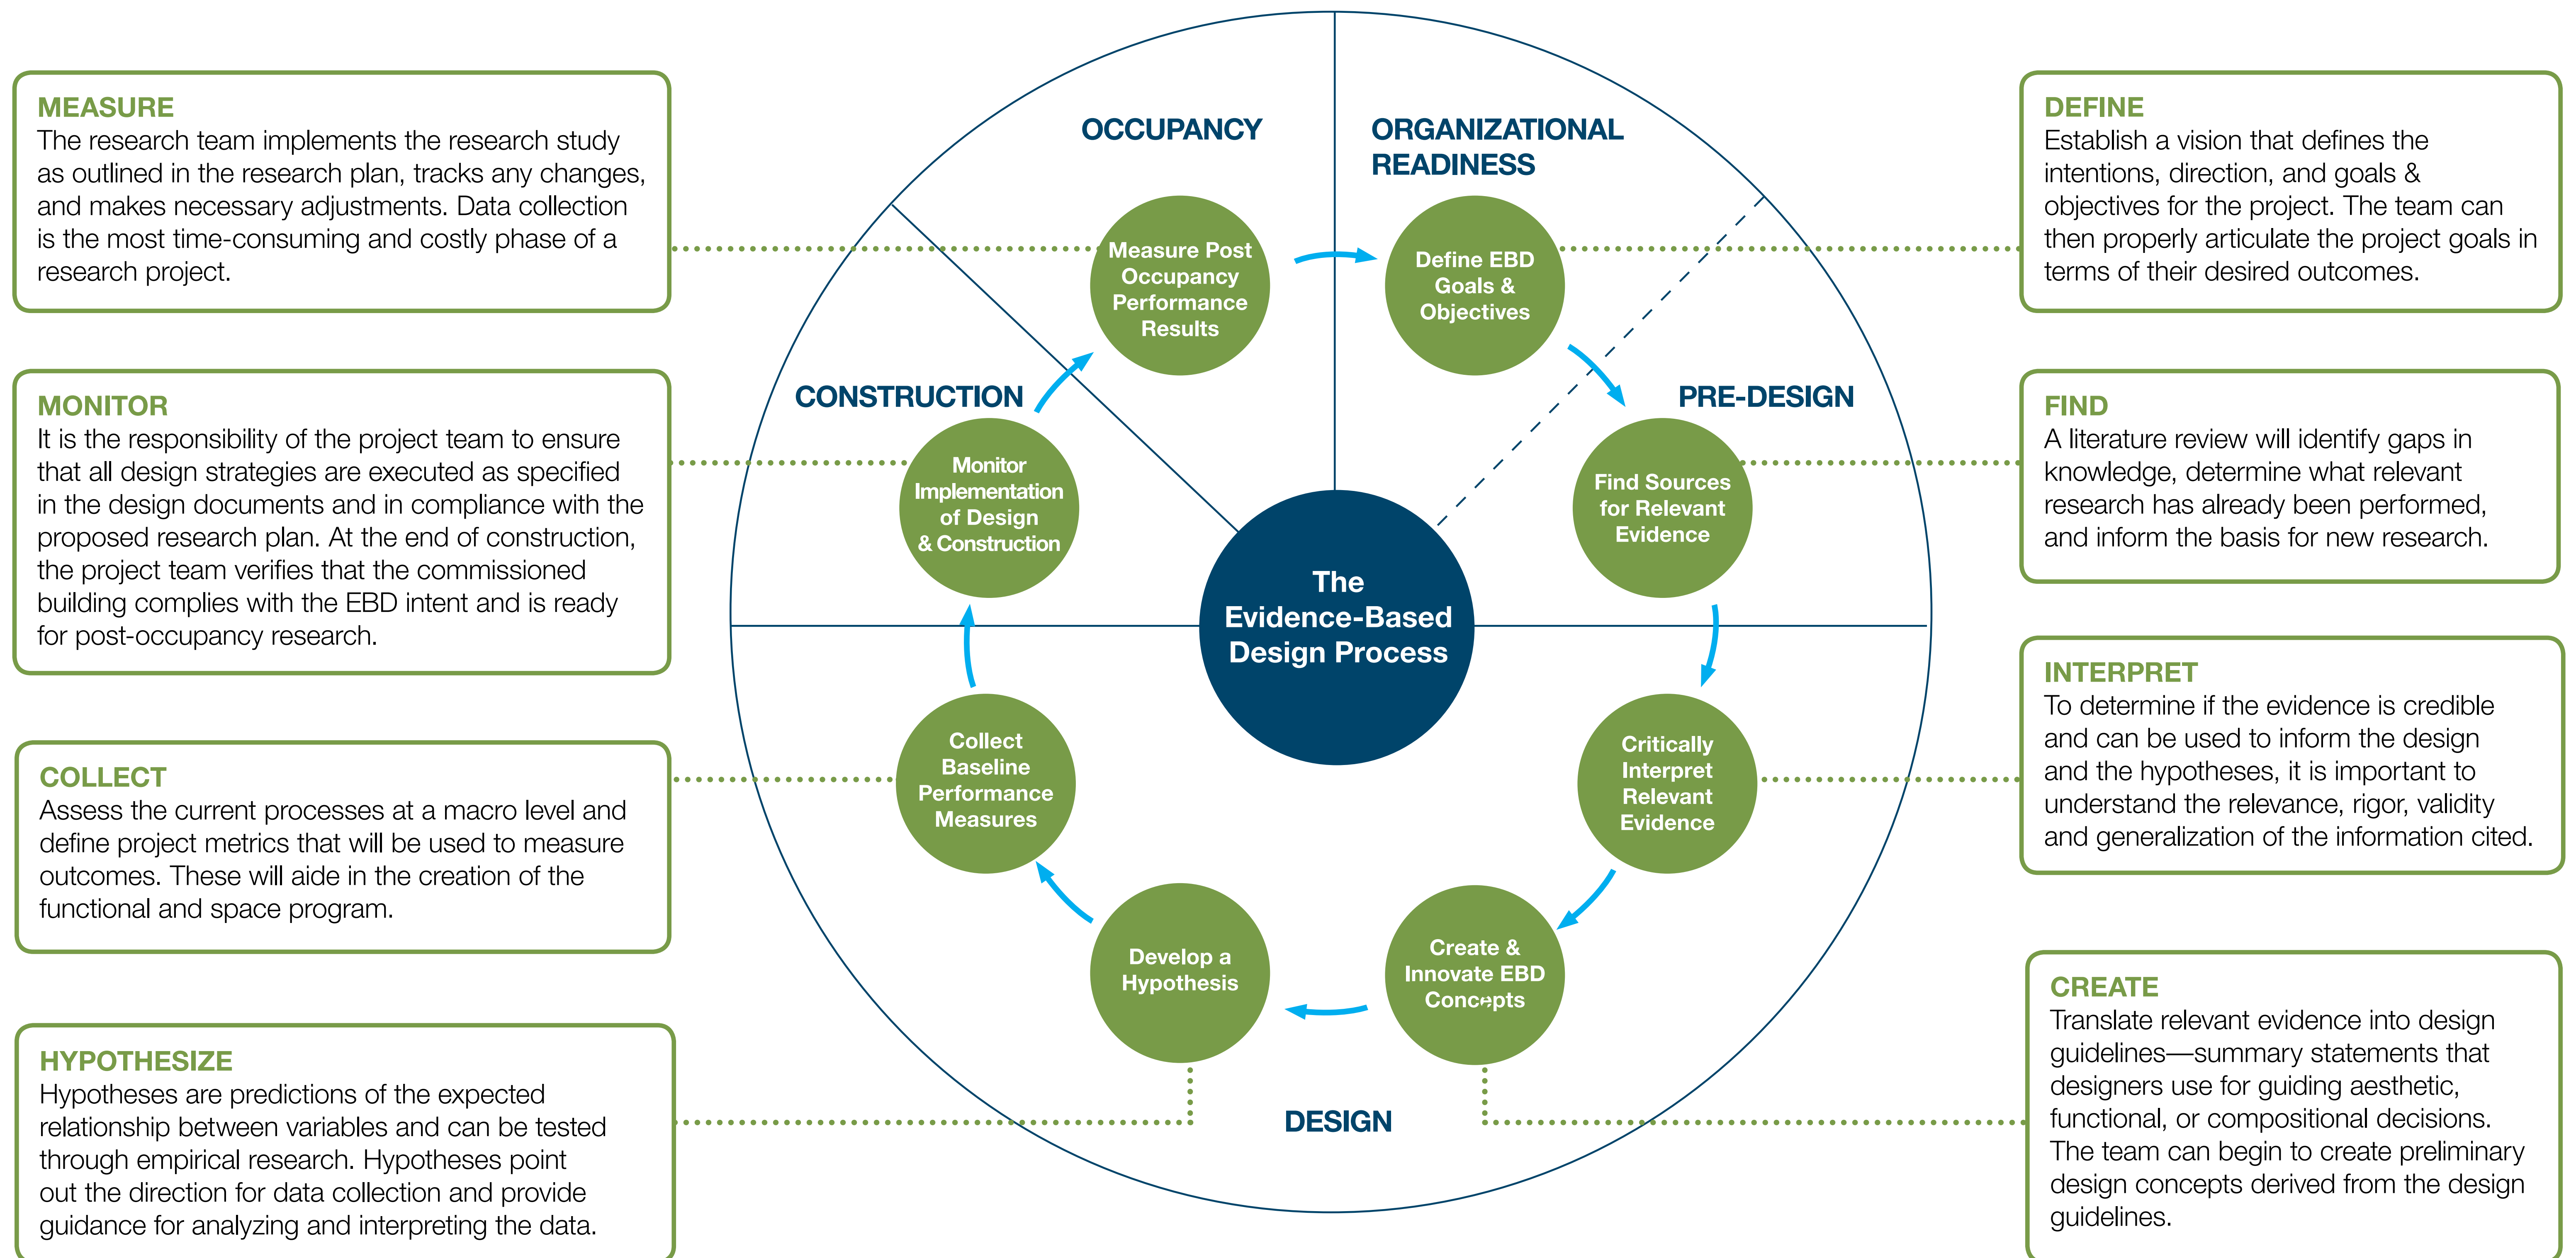 MEASURE
The research team implements the research study
as outlined in the research plan, tracks any changes,
and makes necessary adjustments. Data collection
is the most time-consuming and costly phase of a
research project.
MONITOR
It is the responsibility of the project team to ensure
that all design strategies are executed as specified
in the design documents and in compliance with the
proposed research plan. At the end of construction,
the project team verifies that the commissioned
building complies with the EBD intent and is ready
for post-occupancy research.
COLLECT
Assess the current processes at a macro level and
define project metrics that will be used to measure
outcomes. These will aide in the creation of the
functional and space program.
HYPOTHESIZE
Hypotheses are predictions of the expected
relationship between variables and can be tested
through empirical research. Hypotheses point
out the direction for data collection and provide
guidance for analyzing and interpreting the data.
OCCUPANCY
ORGANIZATIONAL
READINESS
Measure Post
Occupancy
Performance
Results
Define EBD
Goals &
Objectives
CONSTRUCTION
PRE-DESIGN
Monitor
Implementation
of Design
& Construction
Find Sources
for Relevant
Evidence
The
Evidence-Based
Design Process
Collect
Baseline
Performance
Measures
Critically
Interpret
Relevant
Evidence
Develop a
Hypothesis
Create &
Innovate EBD
Concepts
DESIGN
DEFINE
Establish a vision that defines the
intentions, direction, and goals &
objectives for the project. The team can
then properly articulate the project goals in
terms of their desired outcomes.
FIND
A literature review will identify gaps in
knowledge, determine what relevant
research has already been performed,
and inform the basis for new research.
INTERPRET
To determine if the evidence is credible
and can be used to inform the design
and the hypotheses, it is important to
understand the relevance, rigor, validity
and generalization of the information cited.
CREATE
Translate relevant evidence into design
guidelines—summary statements that
designers use for guiding aesthetic,
functional, or compositional decisions.
The team can begin to create preliminary
design concepts derived from the design
guidelines.